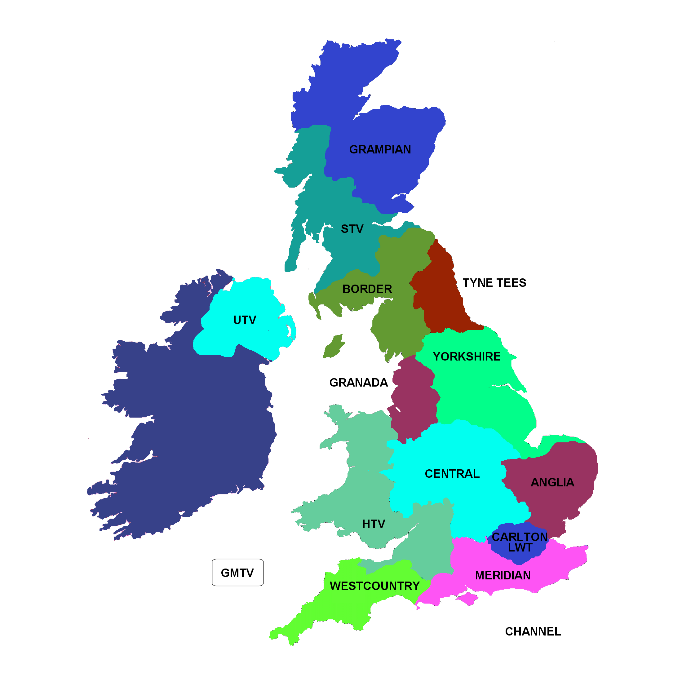 GRAMPIAN
STV
TYNE TEES
BORDER
UTV
YORKSHIRE
GRANADA
CENTRAL
ANGLIA
HTV
CARLTON
LWT
GMTV
MERIDIAN
WESTCOUNTRY
CHANNEL